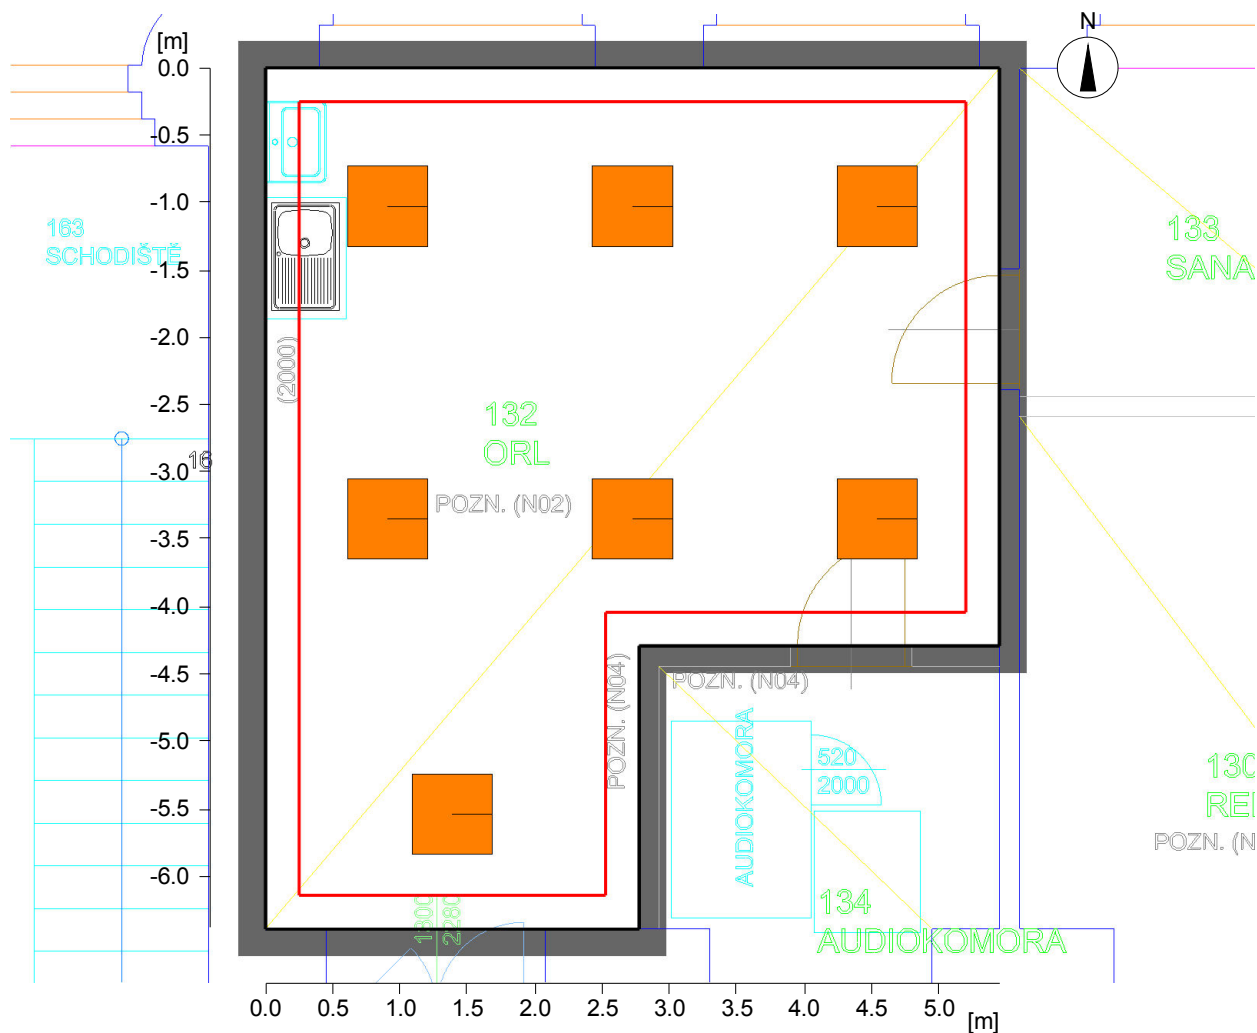 [m]
N
0.0
-0.5
-1.0
-1.5
-2.0
-2.5
-3.0
-3.5
-4.0
-4.5
-5.0
-5.5
-6.0
163
SCHODIŠTĚ
133
SANA
(2000)
132
ORL
16
POZN. (N02)
POZN. (N04)
POZN. (N04)
AUDIOKOMORA
520
2000
130
POZN. (N
134
AUDIOKOMORA
1300
2280
0.0 0.5 1.0 1.5 2.0 2.5 3.0 3.5 4.0 4.5 5.0
[m]